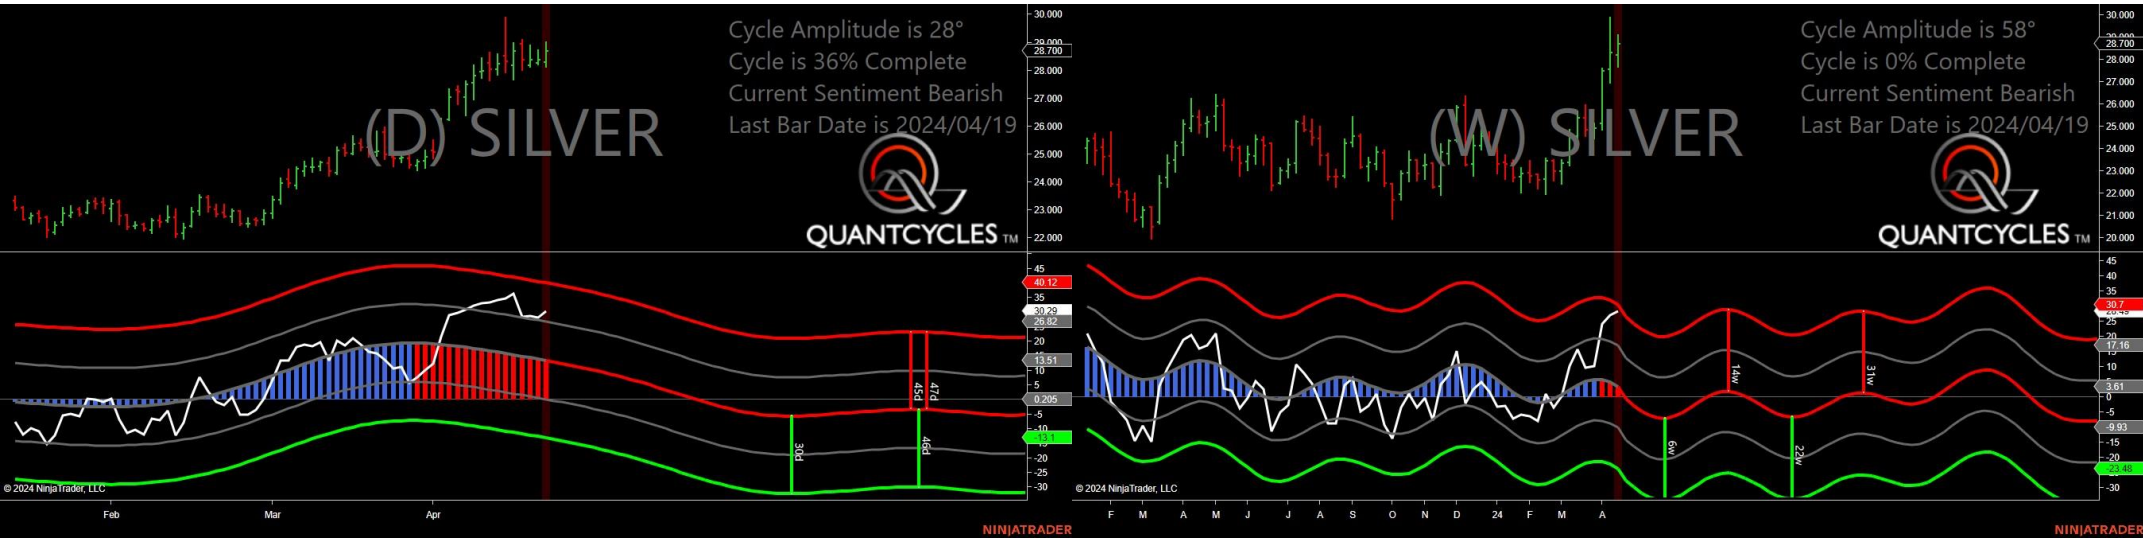 Cycle Amplitude is 28°
Cycle is 36% Complete
Current Sentiment Bearish
Last Bar Date is 2024/04/19
(D) SILVER
QUANTCYCLES TM
30.000
28.700
28.000
27.000
26.000
25.000
24.000
23.000
22.000
45
40.12
35
30.29
26.82
20
13.51
10
5
0.205
-5
-13.1
-20
-25
-30
45d
47d
30d
46d
© 2024 NinjaTrader, LLC
Feb
Mar
Apr
NINJATRADER
Cycle Amplitude is 58°
Cycle is 0% Complete
Current Sentiment Bearish
Last Bar Date is 2024/04/19
(W) SILVER
QUANTCYCLES TM
30.000
28.700
28.000
27.000
26.000
25.000
24.000
23.000
22.000
21.000
20.000
45
40
35
30.7
25
17.16
10
3.61
0
-5
-9.93
-15
-20
-23.48
-30
14w
31w
6w
22w
© 2024 NinjaTrader, LLC
F
M
A
M
J
J
A
S
O
N
D
24
F
M
A
NINJATRADER